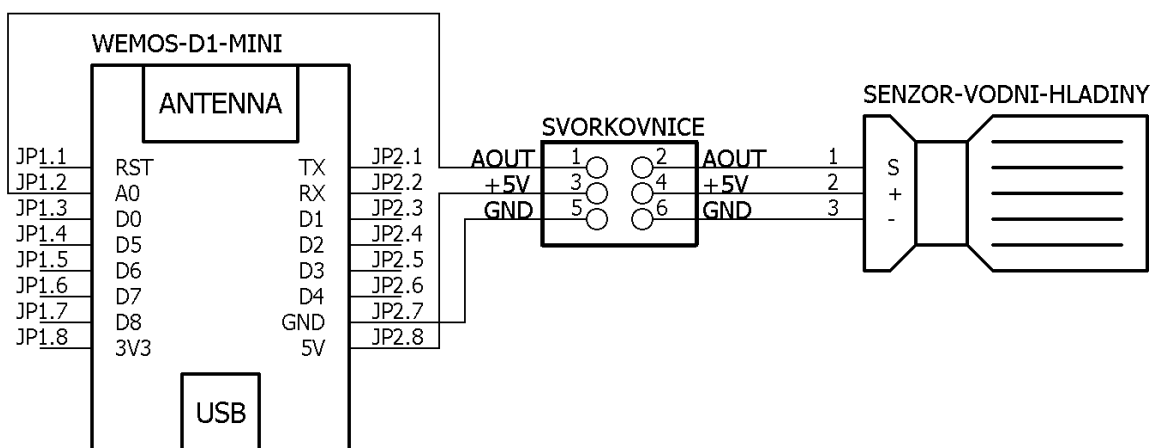 WEMOS-D1-MINI
ANTENNA
JP1.1 RST TX JP2.1
JP1.2 A0 RX JP2.2
JP1.3 D0 D1 JP2.3
JP1.4 D5 D2 JP2.4
JP1.5 D6 D3 JP2.5
JP1.6 D7 D4 JP2.6
JP1.7 D8 GND JP2.7
JP1.8 3V3 5V JP2.8
USB
SVORKOVNICE
AOUT 1 2 AOUT
+5V 3 4 +5V
GND 5 6 GND
SENZOR-VODNI-HLADINY
1 S
2 +
3 -